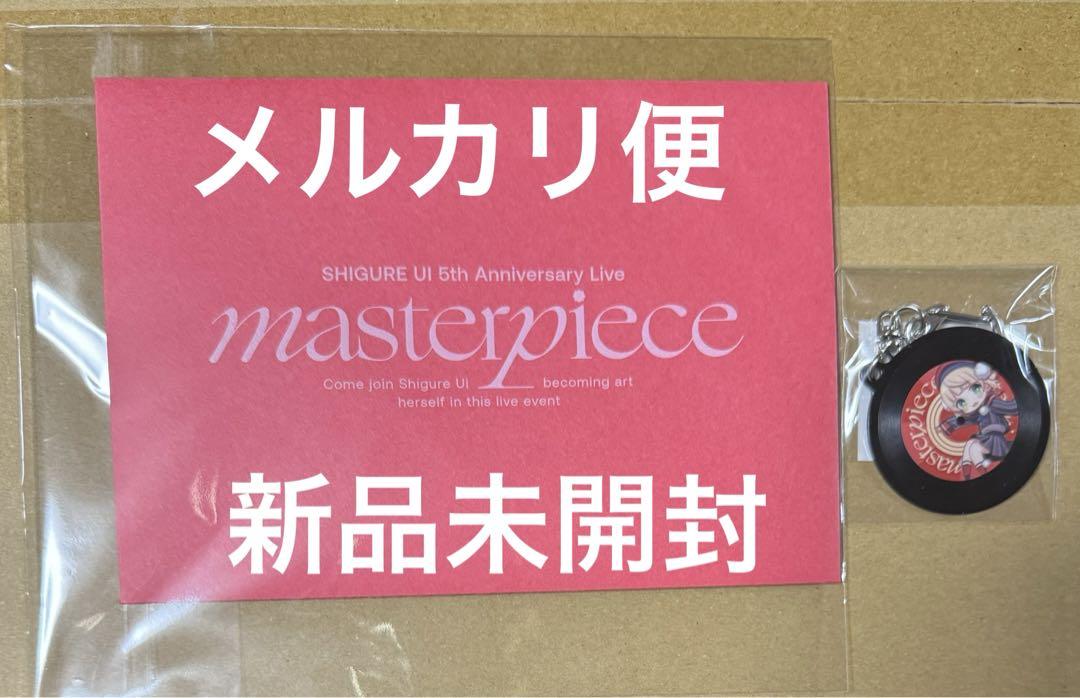 メルカリ便
SHIGURE UI 5th Anniversary Live
masterpiece
Come join Shigure Ui becoming art
herself in this live event
新品未開封
masterpiece